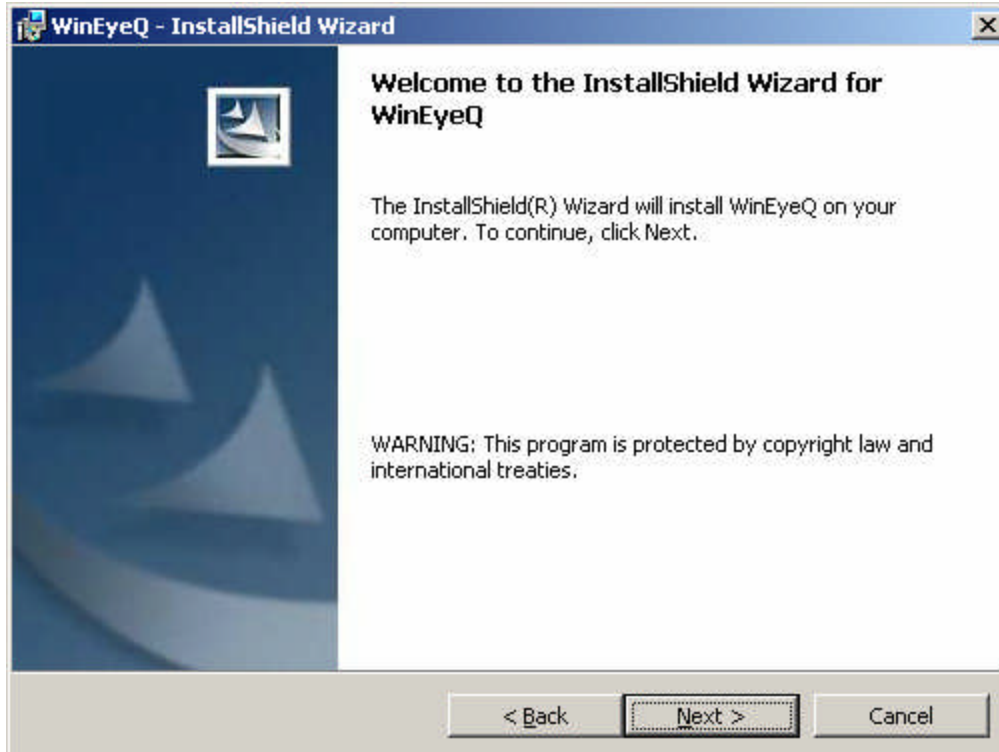 WinEyeQ - InstallShield Wizard
Welcome to the InstallShield Wizard for
WinEyeQ
The InstallShield(R) Wizard will install WinEyeQ on your
computer. To continue, click Next.
WARNING: This program is protected by copyright law and
international treaties.
< Back
Next >
Cancel